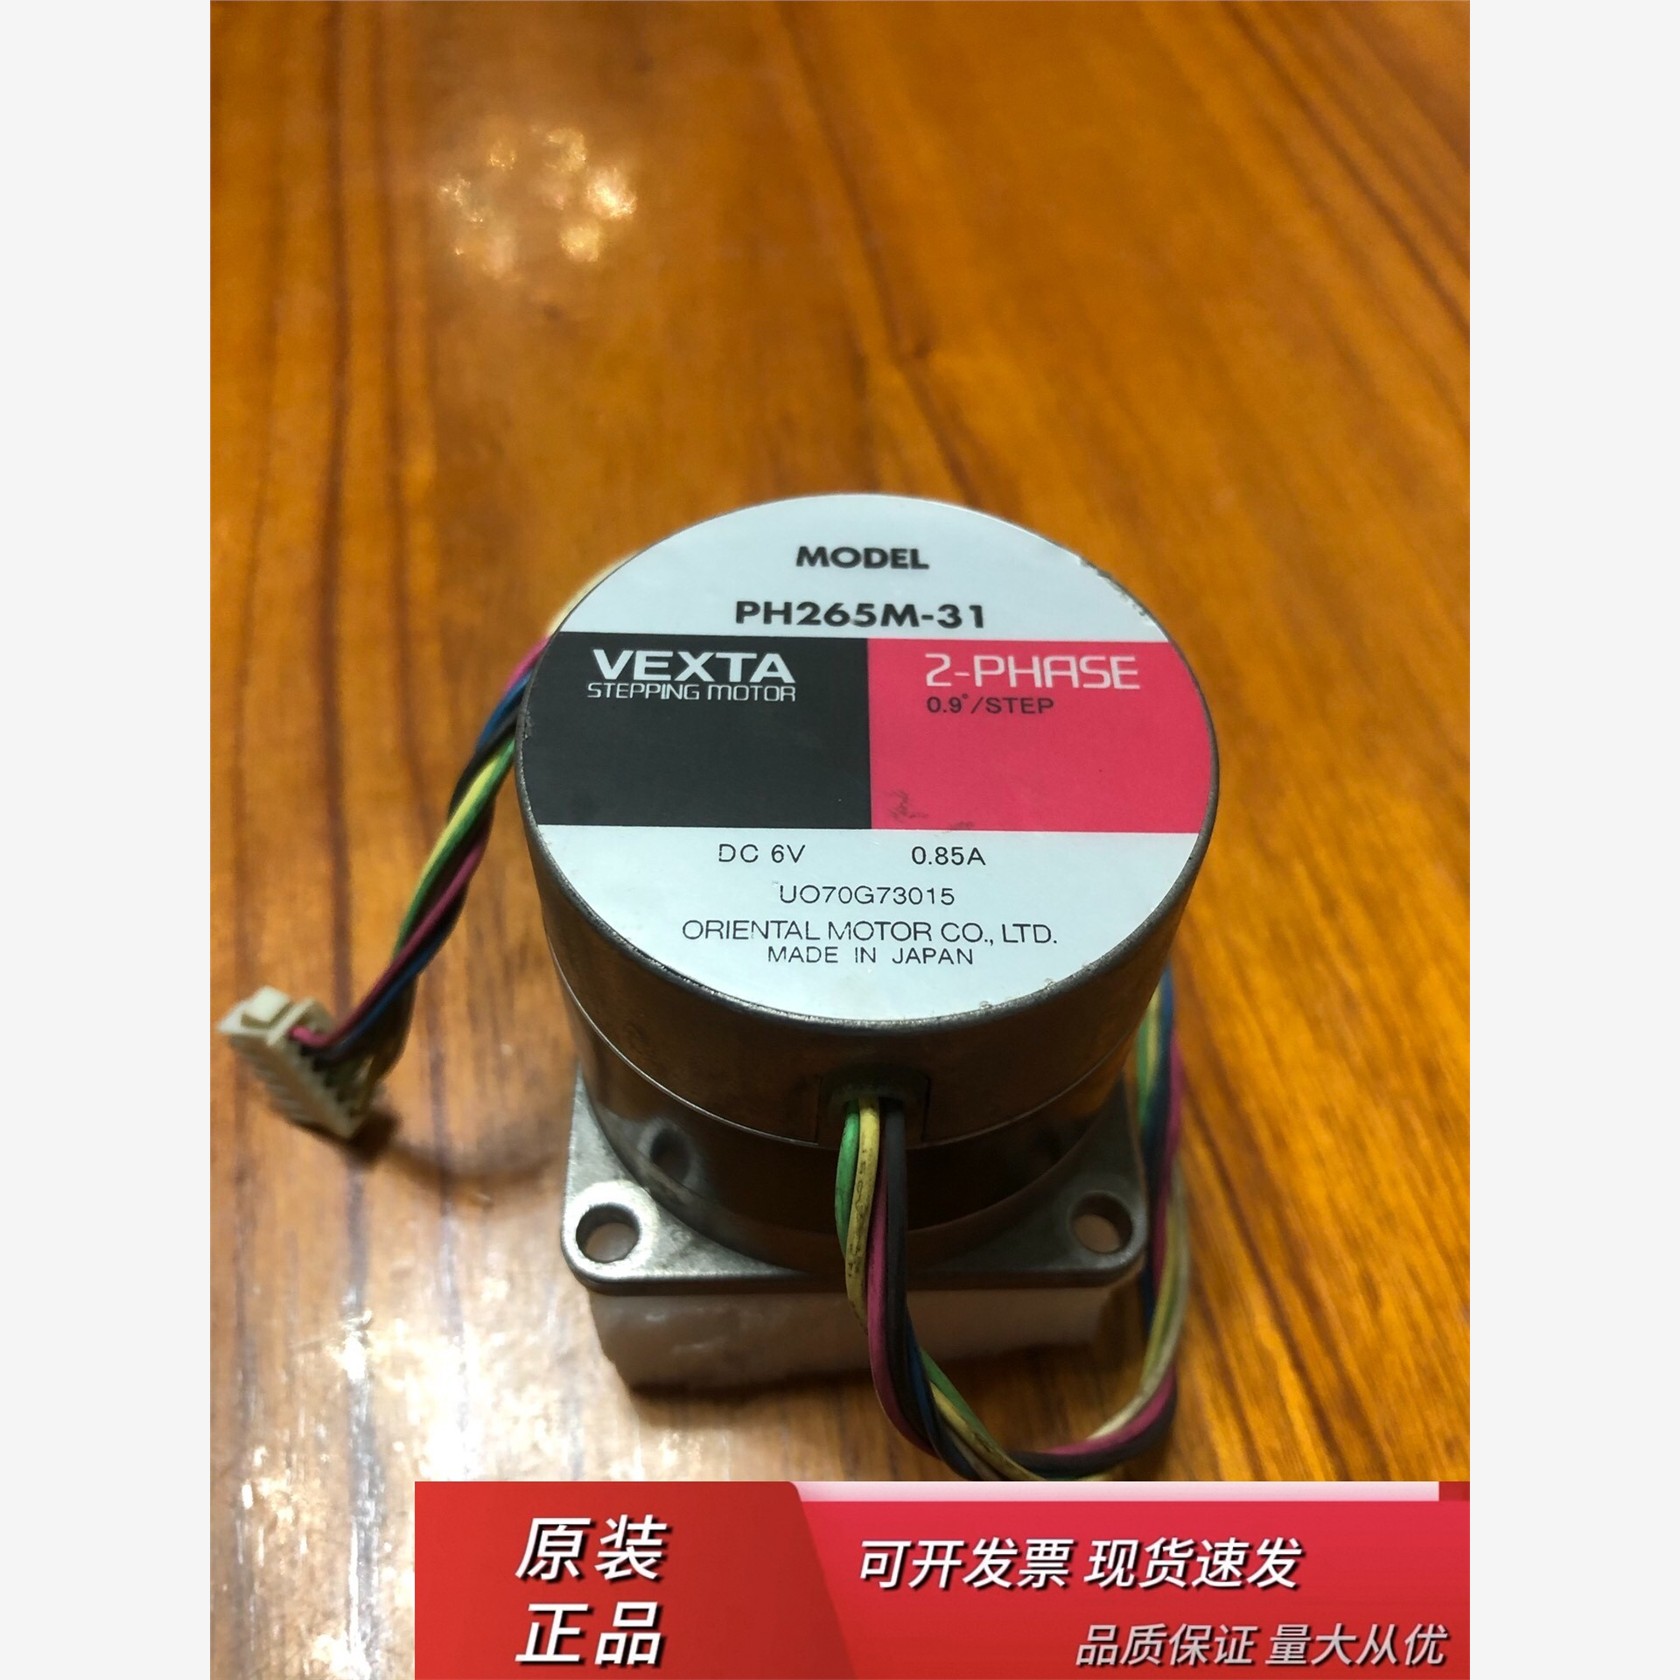 MODEL
PH265M-31
VEXTA
STEPPING MOTOR
2-PHASE
0.9°/STEP
DC 6V 0.85A
UO70G73015
ORIENTAL MOTOR CO., LTD.
MADE IN JAPAN
原装
正品
可开发票 现货速发
品质保证 量大从优